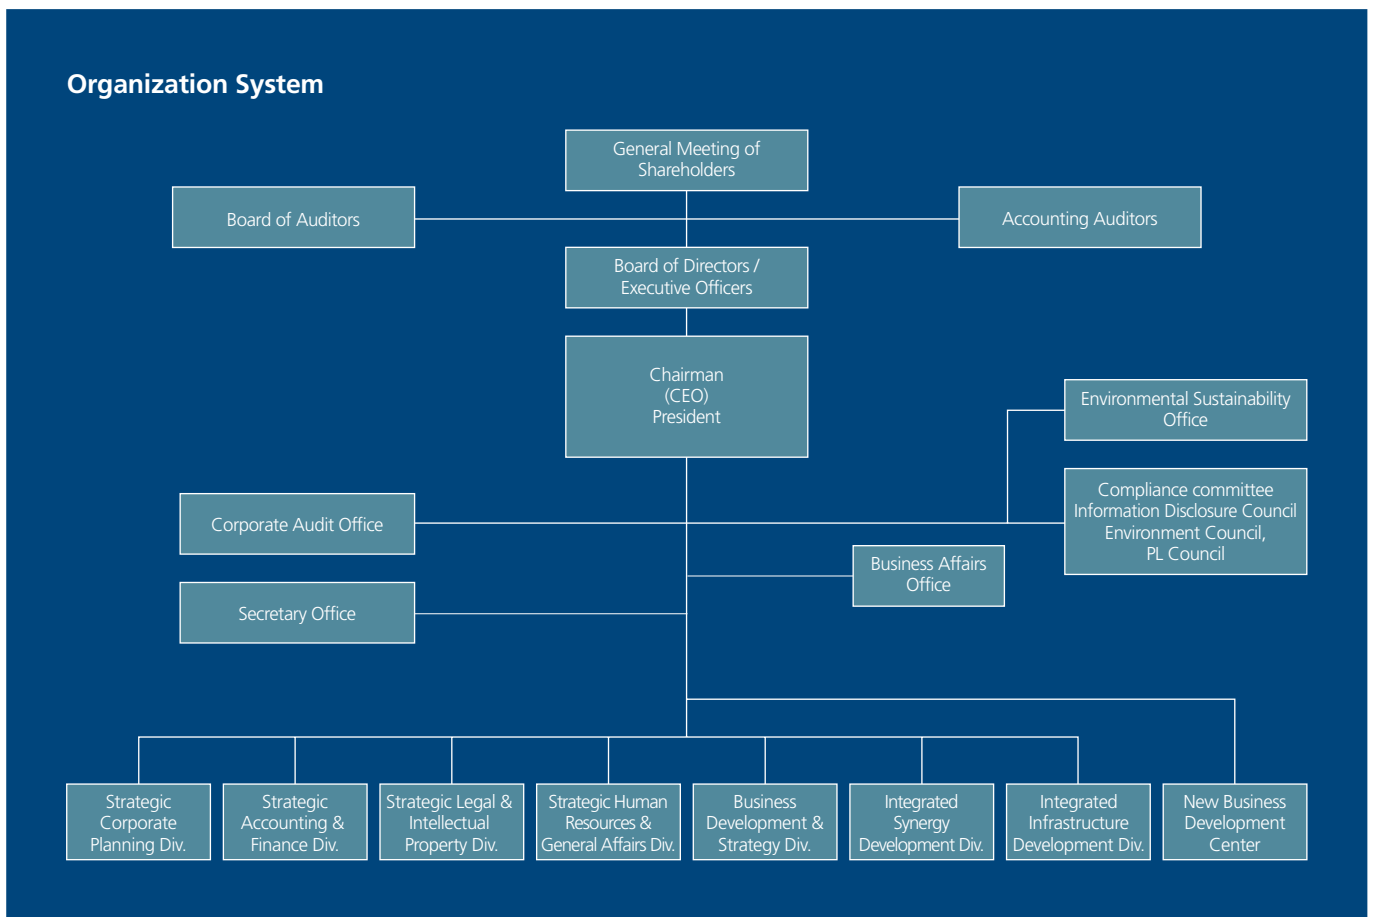 Organization System
General Meeting of
Shareholders
Board of Auditors
Accounting Auditors
Board of Directors /
Executive Officers
Chairman
(CEO)
President
Environmental Sustainability
Office
Compliance committee
Information Disclosure Council
Environment Council,
PL Council
Corporate Audit Office
Business Affairs
Office
Secretary Office
Strategic
Corporate
Planning Div.
Strategic
Accounting &
Finance Div.
Strategic Legal &
Intellectual
Property Div.
Strategic Human
Resources &
General Affairs Div.
Business
Development &
Strategy Div.
Integrated
Synergy
Development Div.
Integrated
Infrastructure
Development Div.
New Business
Development
Center